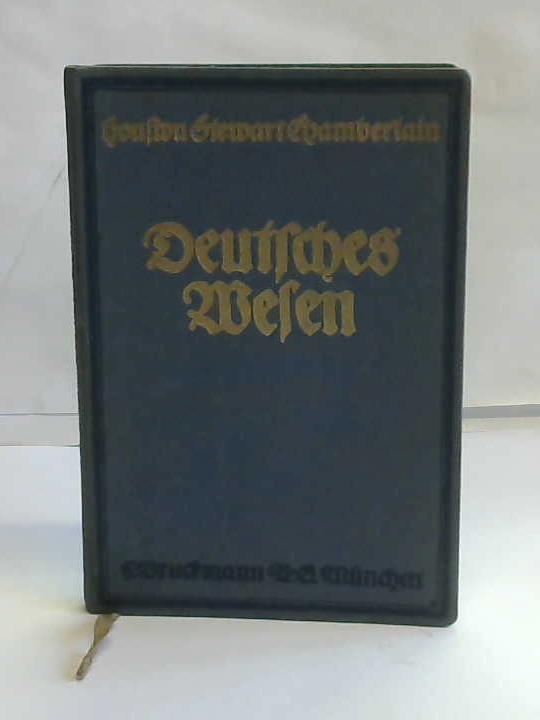 Houston Stewart Chamberlain
Deutsches
Wesen
F. Bruckmann A. G. München